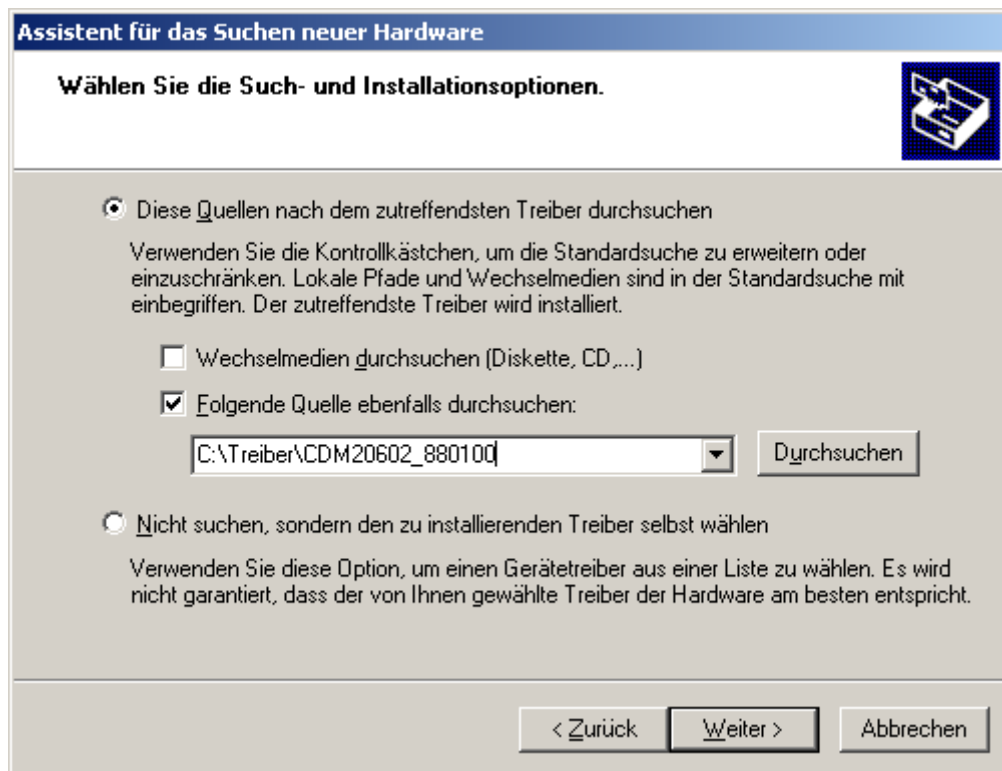 Assistent für das Suchen neuer Hardware
Wählen Sie die Such- und Installationsoptionen.
Diese Quellen nach dem zutreffendsten Treiber durchsuchen
Verwenden Sie die Kontrollkästchen, um die Standardsuche zu erweitern oder
einzuschränken. Lokale Pfade und Wechselmedien sind in der Standardsuche mit
einbegriffen. Der zutreffendste Treiber wird installiert.
Wechselmedien durchsuchen (Diskette, CD,...)
Folgende Quelle ebenfalls durchsuchen:
C:\Treiber\CDM20602_880100 Durchsuchen
Nicht suchen, sondern den zu installierenden Treiber selbst wählen
Verwenden Sie diese Option, um einen Gerätetreiber aus einer Liste zu wählen. Es wird
nicht garantiert, dass der von Ihnen gewählte Treiber der Hardware am besten entspricht.
< Zurück Weiter > Abbrechen